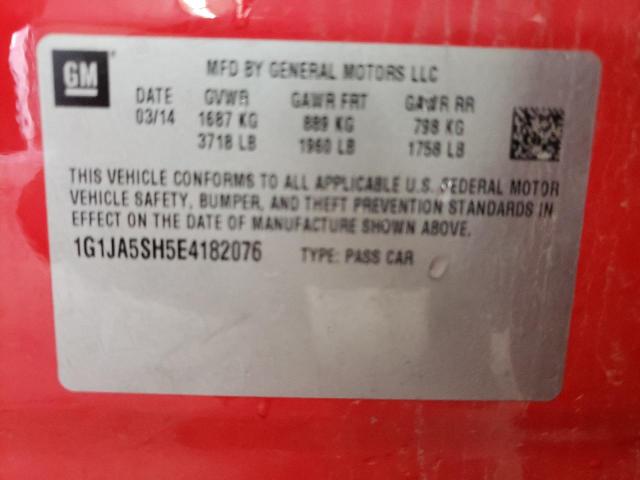 GM
MFD BY GENERAL MOTORS LLC
DATE GVWR GAWR FRT GAWR RR
03/14 1687 KG 889 KG 798 KG
3718 LB 1960 LB 1758 LB
THIS VEHICLE CONFORMS TO ALL APPLICABLE U.S. FEDERAL MOTOR
VEHICLE SAFETY, BUMPER, AND THEFT PREVENTION STANDARDS IN
EFFECT ON THE DATE OF MANUFACTURE SHOWN ABOVE.
1G1JA5SH5E4182076 TYPE: PASS CAR